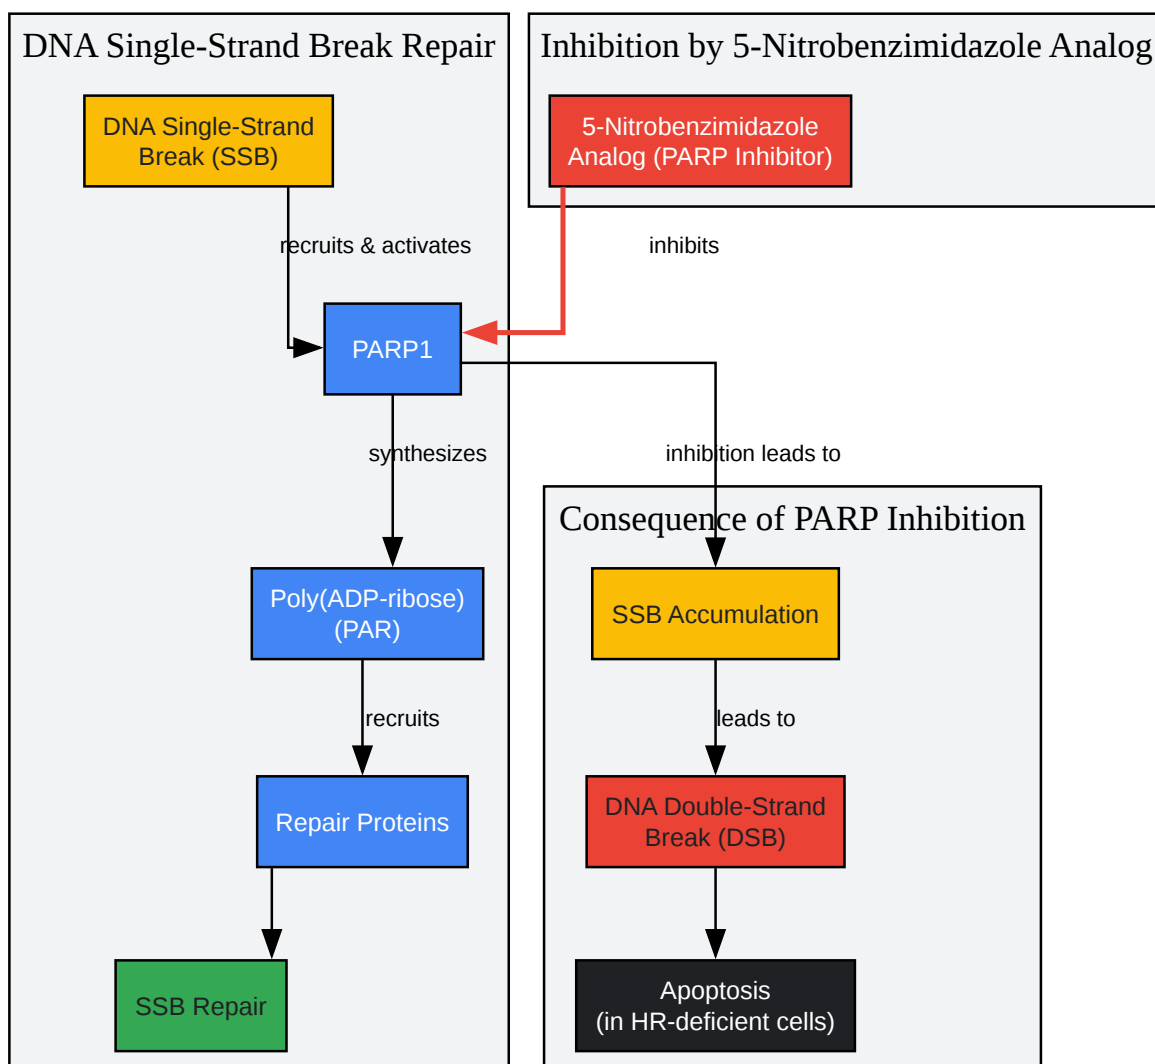 DNA Single-Strand Break Repair
Inhibition by 5-Nitrobenzimidazole Analog
DNA Single-Strand
Break (SSB)
5-Nitrobenzimidazole
Analog (PARP Inhibitor)
recruits & activates
inhibits
PARP1
synthesizes
inhibition leads to
Consequence of PARP Inhibition
Poly(ADP-ribose)
(PAR)
SSB Accumulation
recruits
leads to
Repair Proteins
DNA Double-Strand
Break (DSB)
SSB Repair
Apoptosis
(in HR-deficient cells)